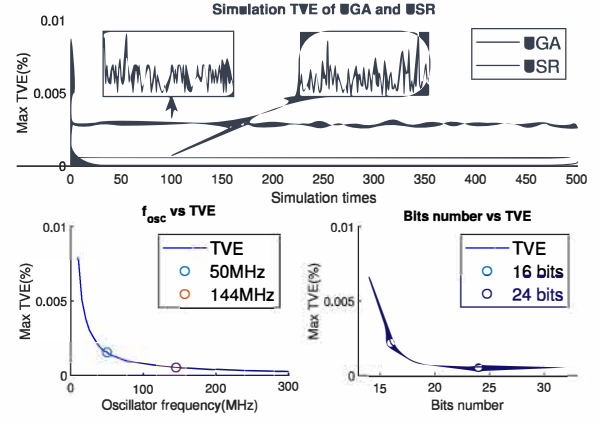 Simulation TVE of UGA and USR
0.01
0.005
0
Max TVE(%)
UGA
USR
0 50 100 150 200 250 300 350 400 450 500
Simulation times
fosc vs TVE
0.01
0.005
0
Max TVE(%)
TVE
50MHz
144MHz
0 100 200 300
Oscillator frequency(MHz)
Bits number vs TVE
0.01
0.005
0
Max TVE(%)
TVE
16 bits
24 bits
15 20 25 30
Bits number